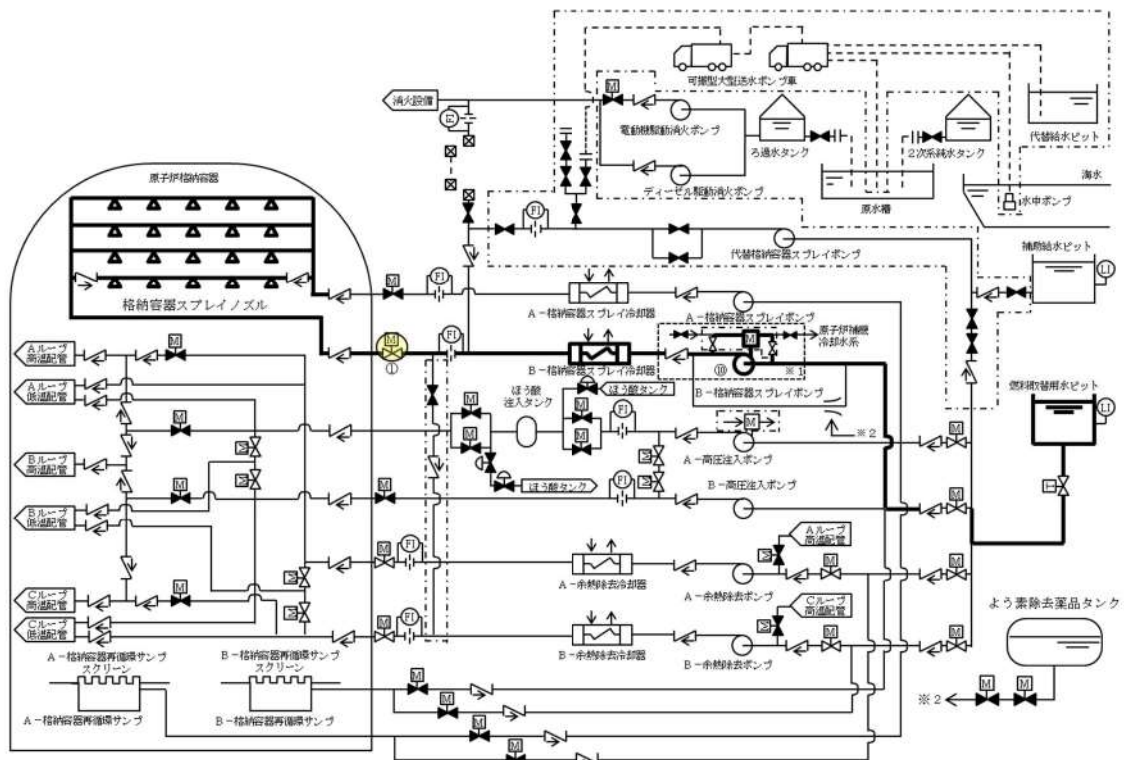 可搬型大型送水ポンプ車
消火設備
M
FI
電動機駆動消火ポンプ
ろ過水タンク
2次系純水タンク
代替給水ピット
海水
ディーゼル駆動消火ポンプ
原水槽
水中ポンプ
原子炉格納容器
FI
代替格納容器スプレイポンプ
補助給水ピット
LI
M
FI
格納容器スプレイノズル
A-格納容器スプレイ冷却器
A-格納容器スプレイポンプ
M
①
FI
B-格納容器スプレイ冷却器
M
原子炉補機
冷却水系
⑩
※1
B-格納容器スプレイポンプ
燃料取替用水ピット
LI
Aループ
高温配管
M
Aループ
低温配管
ほう酸
注入タンク
ほう酸タンク
M
M
FI
M
※2
M
M
M
M
A-高圧注入ポンプ
M
Bループ
高温配管
M
M
M
ほう酸タンク
FI
M
B-高圧注入ポンプ
M
Bループ
低温配管
M
M
M
FI
A-余熱除去冷却器
A-余熱除去ポンプ
M
Aループ
高温配管
M
M
Cループ
高温配管
M
M
M
Cループ
低温配管
M
FI
B-余熱除去冷却器
B-余熱除去ポンプ
M
Cループ
高温配管
M
M
よう素除去薬品タンク
A-格納容器再循環サンプ
スクリーン
B-格納容器再循環サンプ
スクリーン
M
M
M
M
※2
A-格納容器再循環サンプ
B-格納容器再循環サンプ
M
M